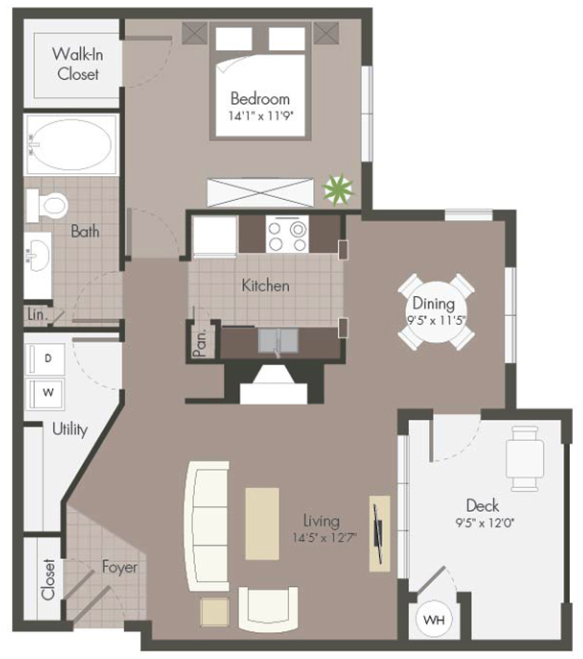 Walk-In
Closet
Bedroom
14'1" x 11'9"
Bath
Kitchen
Dining
9'5" x 11'5"
Lin.
Pan.
D
W
Utility
Living
14'5" x 12'7"
Deck
9'5" x 12'0"
Closet
Foyer
WH